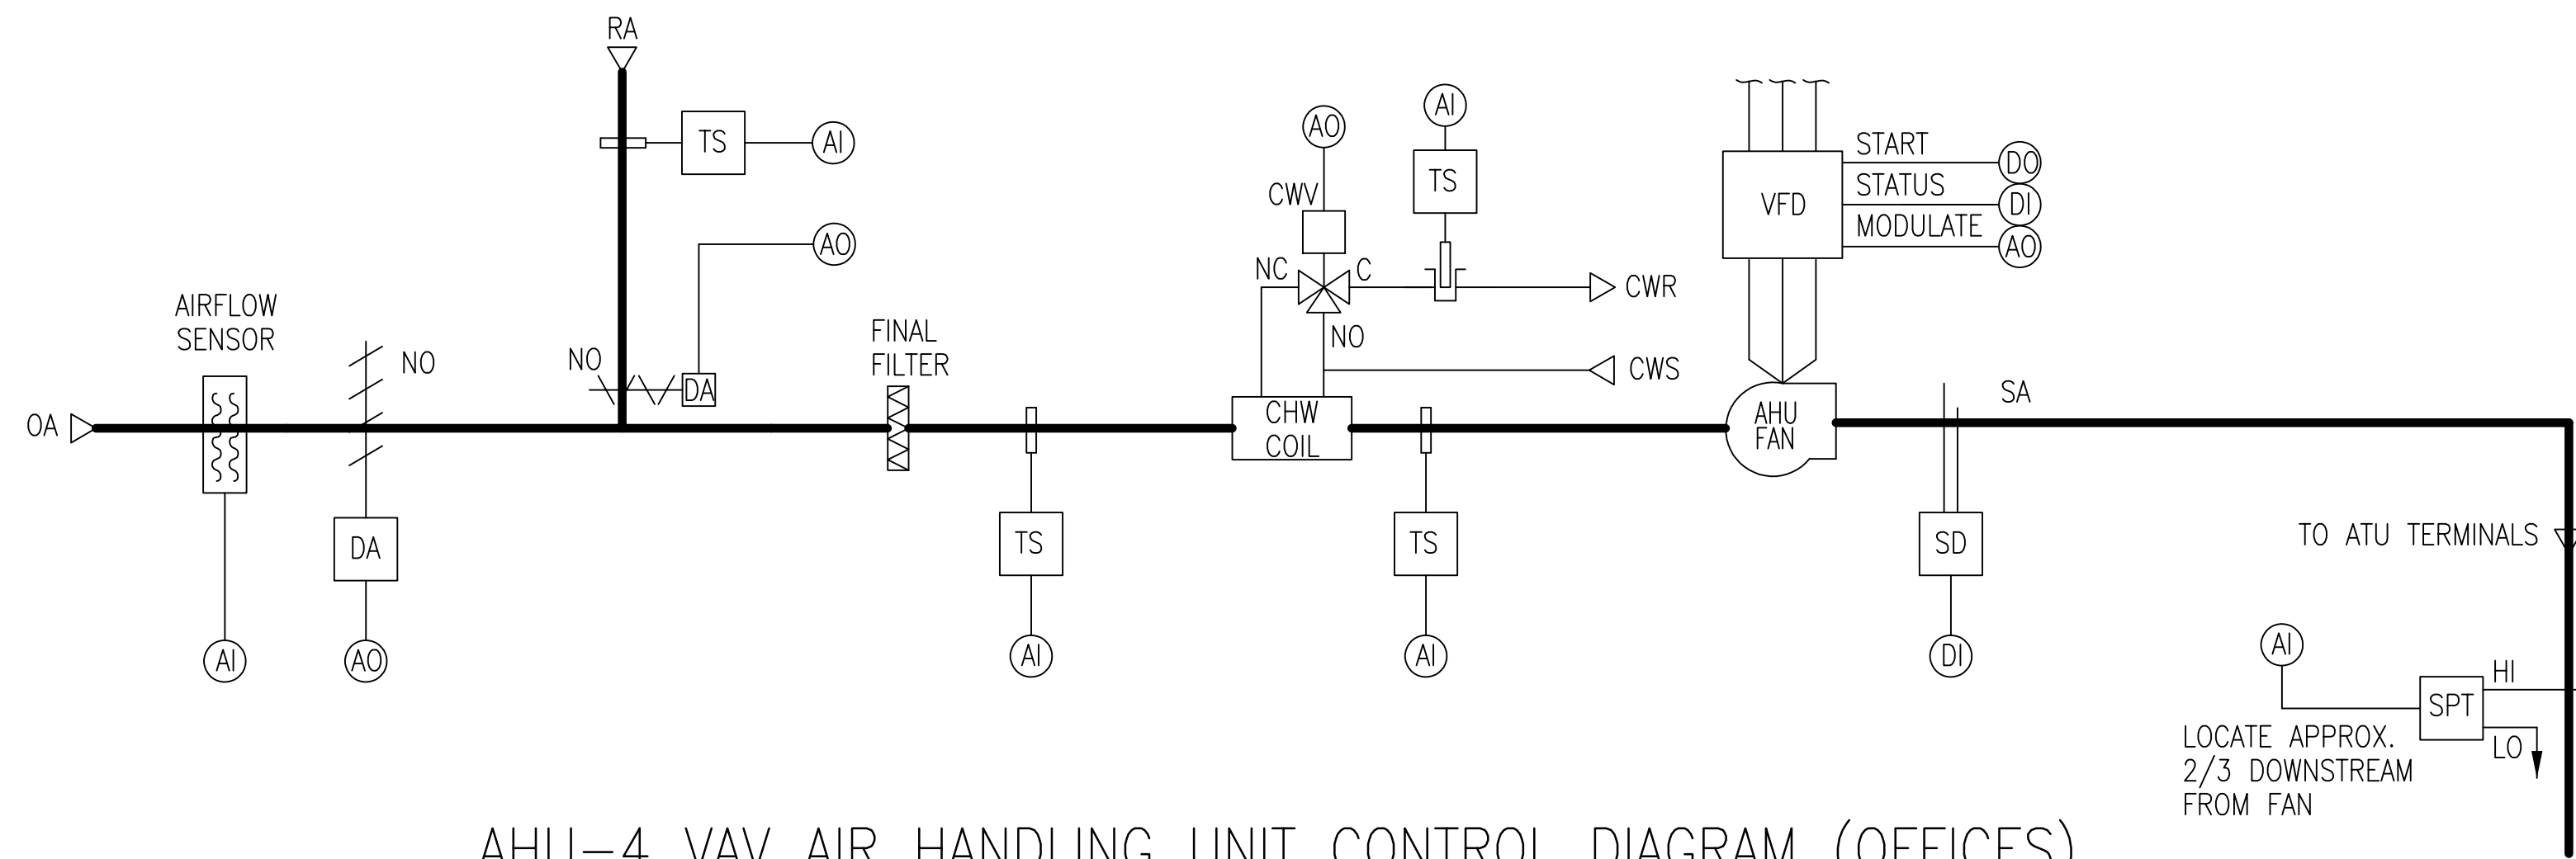 RA
TS
AI
AO
AI
AO
CWV
TS
START
DO
STATUS
DI
VFD
MODULATE
AO
NC
C
CWR
AIRFLOW
SENSOR
NO
NO
DA
FINAL
FILTER
NO
CWS
OA
CHW
COIL
AHU
FAN
SA
DA
TS
TS
SD
TO ATU TERMINALS
AI
AO
AI
AI
DI
AI
HI
SPT
LO
LOCATE APPROX.
2/3 DOWNSTREAM
FROM FAN
AHU-4 VAV AIR HANDLING UNIT CONTROL DIAGRAM (OFFICES)